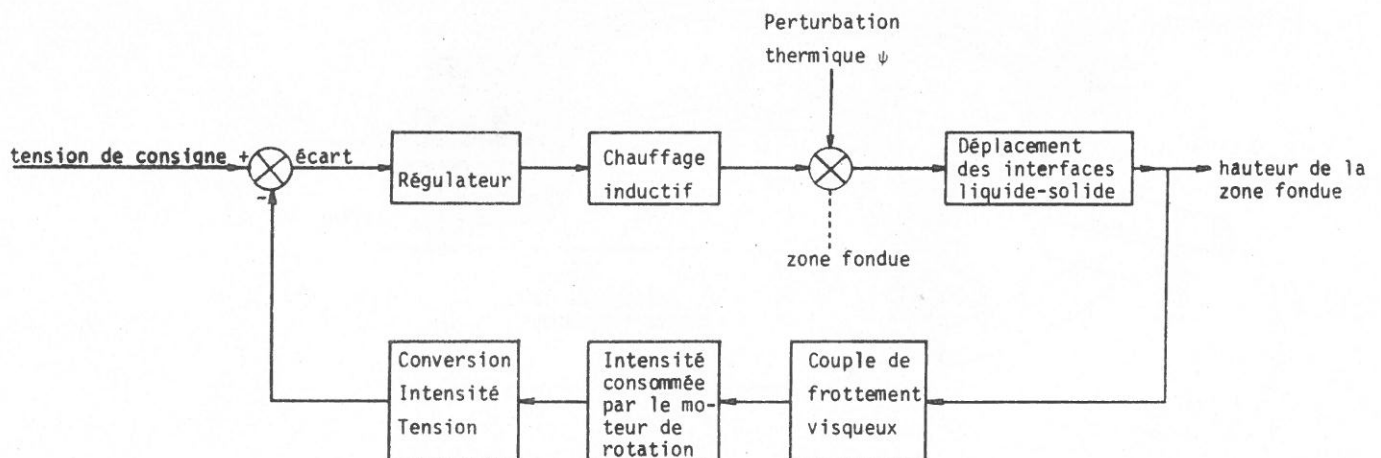 Perturbation
thermique ψ
tension de consigne +
écart
-
Régulateur
Chauffage
inductif
Déplacement
des interfaces
liquide-solide
hauteur de la
zone fondue
zone fondue
Conversion
Intensité
Tension
Intensité
consommée
par le mo-
teur de
rotation
Couple de
frottement
visqueux